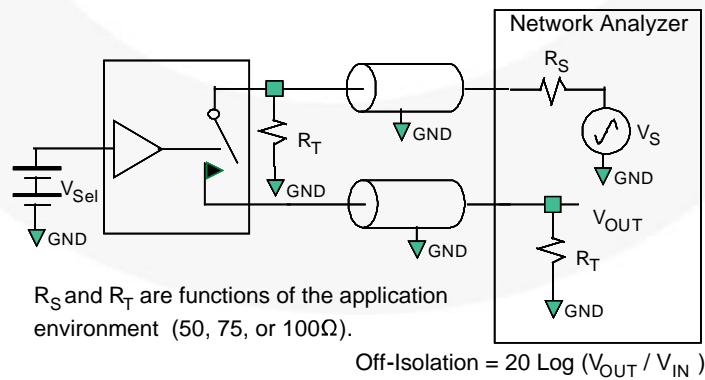 Network Analyzer
R_S
R_T
GND
V_S
V_Sel
GND
GND
GND
V_OUT
GND
R_T
GND
R_S and R_T are functions of the application
environment (50, 75, or 100Ω).
Off-Isolation = 20 Log (V_OUT / V_IN )